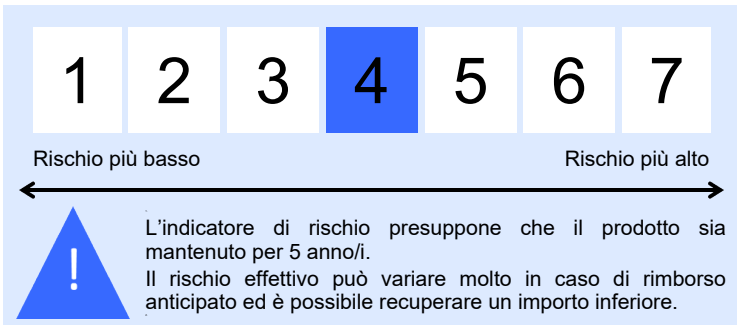 1 2 3 4 5 6 7
Rischio più basso Rischio più alto
!
L'indicatore di rischio presuppone che il prodotto sia
mantenuto per 5 anno/i.
Il rischio effettivo può variare molto in caso di rimborso
anticipato ed è possibile recuperare un importo inferiore.